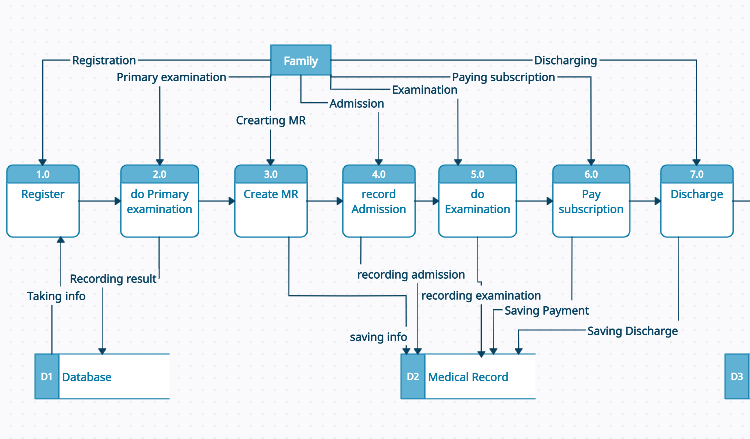 Family
Registration
Discharging
Primary examination
Paying subscription
Examination
Admission
Crearting MR
1.0
Register
2.0
do Primary
examination
3.0
Create MR
4.0
record
Admission
5.0
do
Examination
6.0
Pay
subscription
7.0
Discharge
Recording result
Taking info
recording admission
recording examination
Saving Payment
Saving Discharge
saving info
D1
Database
D2
Medical Record
D3